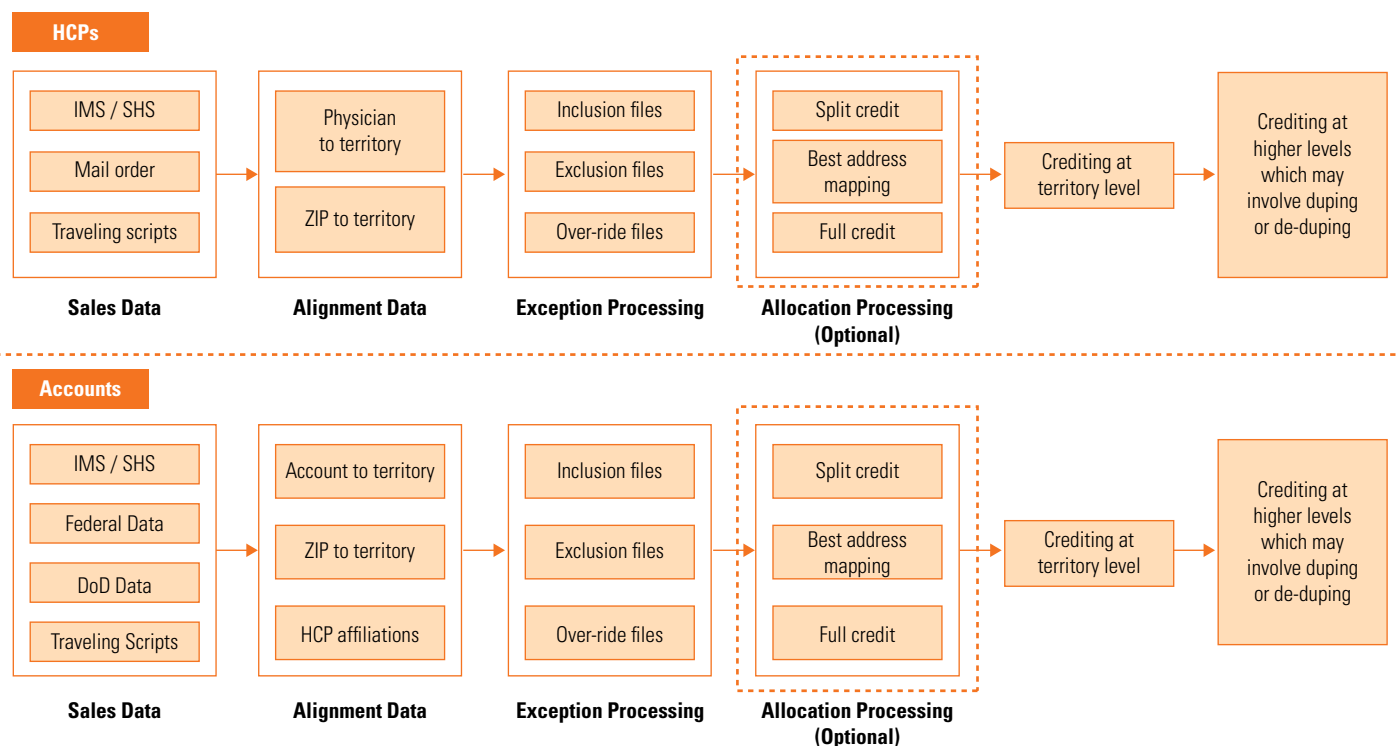 HCPs
IMS / SHS
Mail order
Traveling scripts
Sales Data
Physician
to territory
ZIP to territory
Alignment Data
Inclusion files
Exclusion files
Over-ride files
Exception Processing
Split credit
Best address
mapping
Full credit
Allocation Processing
(Optional)
Crediting at
territory level
Crediting at
higher levels
which may
involve duping
or de-duping
Accounts
IMS / SHS
Federal Data
DoD Data
Traveling Scripts
Sales Data
Account to territory
ZIP to territory
HCP affiliations
Alignment Data
Inclusion files
Exclusion files
Over-ride files
Exception Processing
Split credit
Best address
mapping
Full credit
Allocation Processing
(Optional)
Crediting at
territory level
Crediting at
higher levels
which may
involve duping
or de-duping